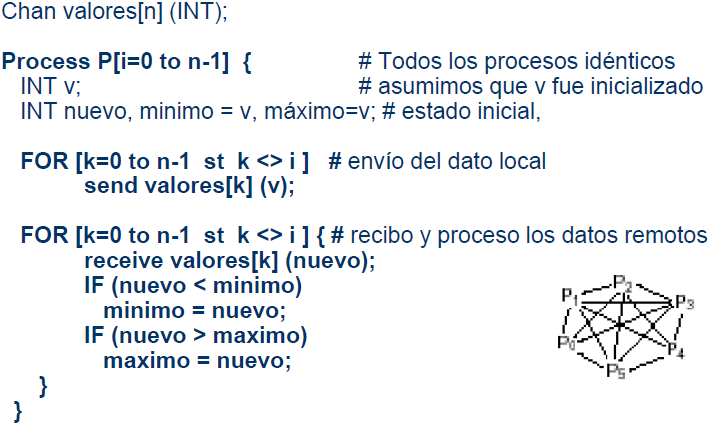 Chan valores[n] (INT);
Process P[i=0 to n-1] { # Todos los procesos idénticos
INT v; # asumimos que v fue inicializado
INT nuevo, minimo = v, máximo=v; # estado inicial,
FOR [k=0 to n-1 st k <> i ] # envío del dato local
send valores[k] (v);
FOR [k=0 to n-1 st k <> i ] { # recibo y proceso los datos remotos
receive valores[k] (nuevo);
IF (nuevo < minimo)
minimo = nuevo;
IF (nuevo > maximo)
maximo = nuevo;
}
}
P2
P1
P3
P0
P4
P5